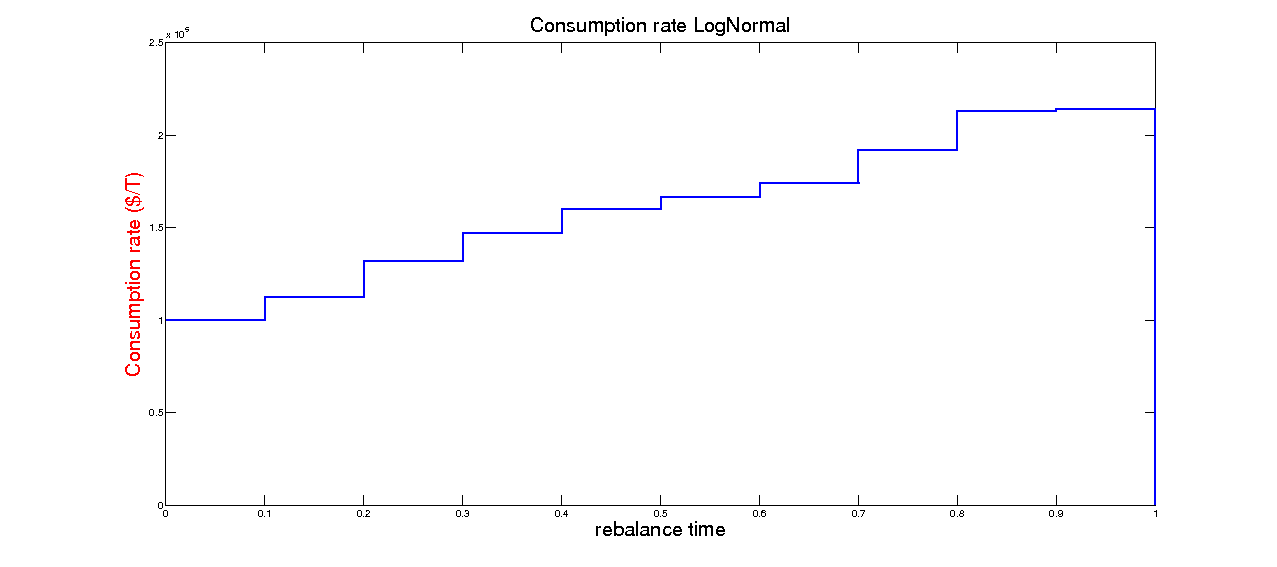 Consumption rate LogNormal
x 10^5
2.5
2
1.5
1
0.5
0
Consumption rate ($/T)
0 0.1 0.2 0.3 0.4 0.5 0.6 0.7 0.8 0.9 1
rebalance time